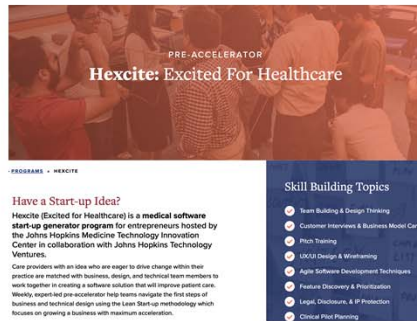 PRE-ACCELERATOR
Hexcite: Excited For Healthcare
PROGRAMS • HEXCITE
Have a Start-up Idea?
Hexcite (Excited for Healthcare) is a medical software
start-up generator program for entrepreneurs hosted by
the Johns Hopkins Medicine Technology Innovation
Center in collaboration with Johns Hopkins Technology
Ventures.
Care providers with an idea who are eager to drive change within their
practice are matched with business, design, and technical team members to
work together in creating a software solution that will improve patient care.
Weekly, expert-led pre-accelerator help teams navigate the first steps of
business and technical design using the Lean Start-up methodology which
focuses on growing a business with maximum acceleration.
Skill Building Topics
Team Building & Design Thinking
Customer Interviews & Business Model Can
Pitch Training
UX/UI Design & Wireframing
Agile Software Development Techniques
Feature Discovery & Prioritization
Legal, Disclosure, & IP Protection
Clinical Pilot Planning